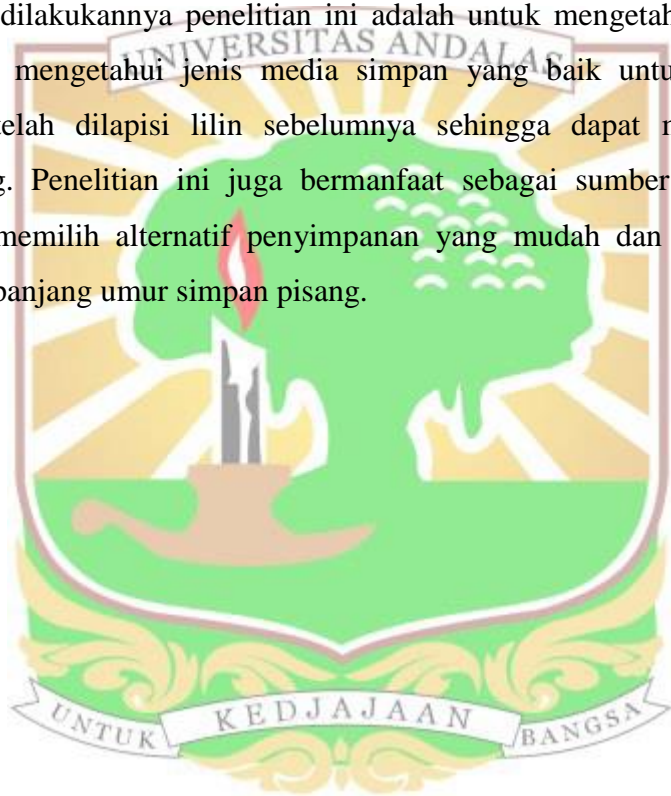 dilakukannya penelitian ini adalah untuk mengetah
UNIVERSITAS ANDALAS
mengetahui jenis media simpan yang baik untu
telah dilapisi lilin sebelumnya sehingga dapat
g. Penelitian ini juga bermanfaat sebagai sumber
memilih alternatif penyimpanan yang mudah dan
panjang umur simpan pisang.
UNTUK KEDJAJAAN BANGSA